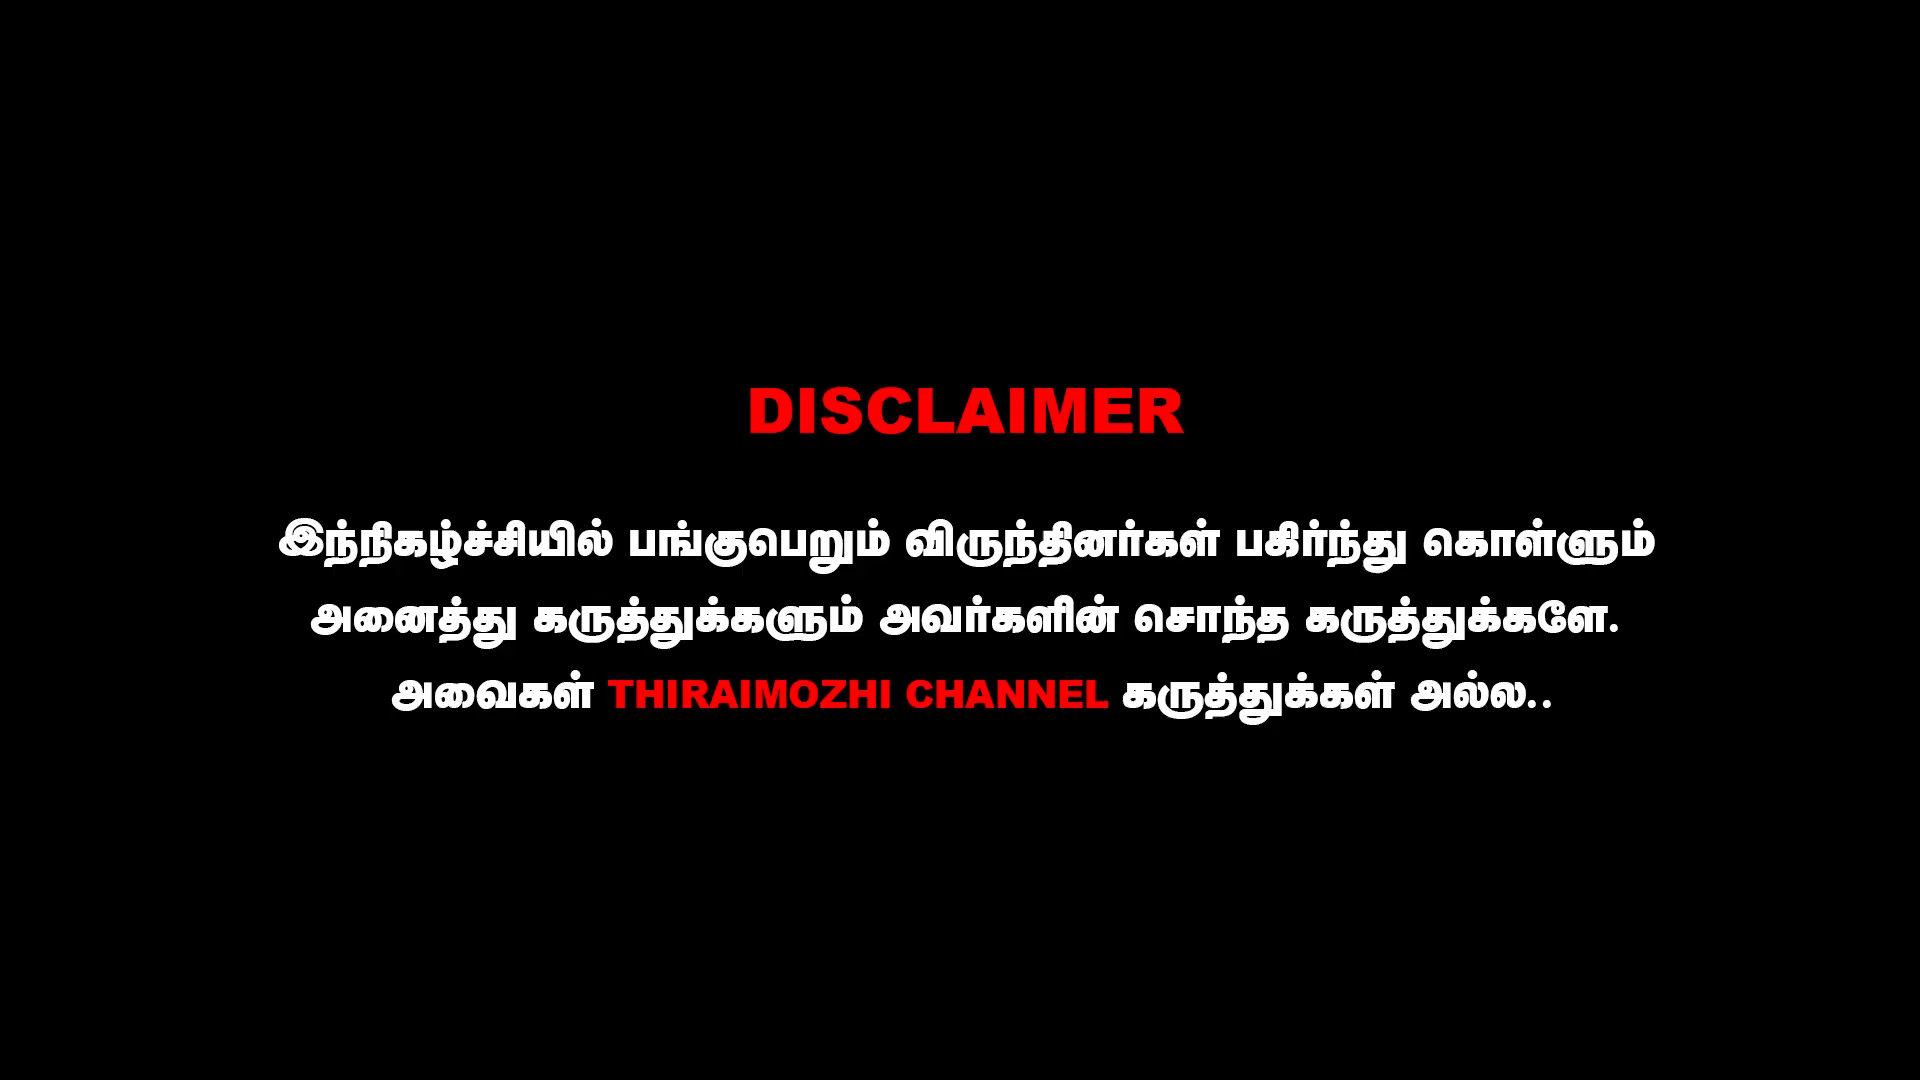 DISCLAIMER
இந்நிகழ்ச்சியில் பங்குபெறும் விருந்தினர்கள் பகிர்ந்து கொள்ளும்
அனைத்து கருத்துக்களும் அவர்களின் சொந்த கருத்துக்களே.
அவைகள் THIRAIMOZHI CHANNEL கருத்துக்கள் அல்ல..